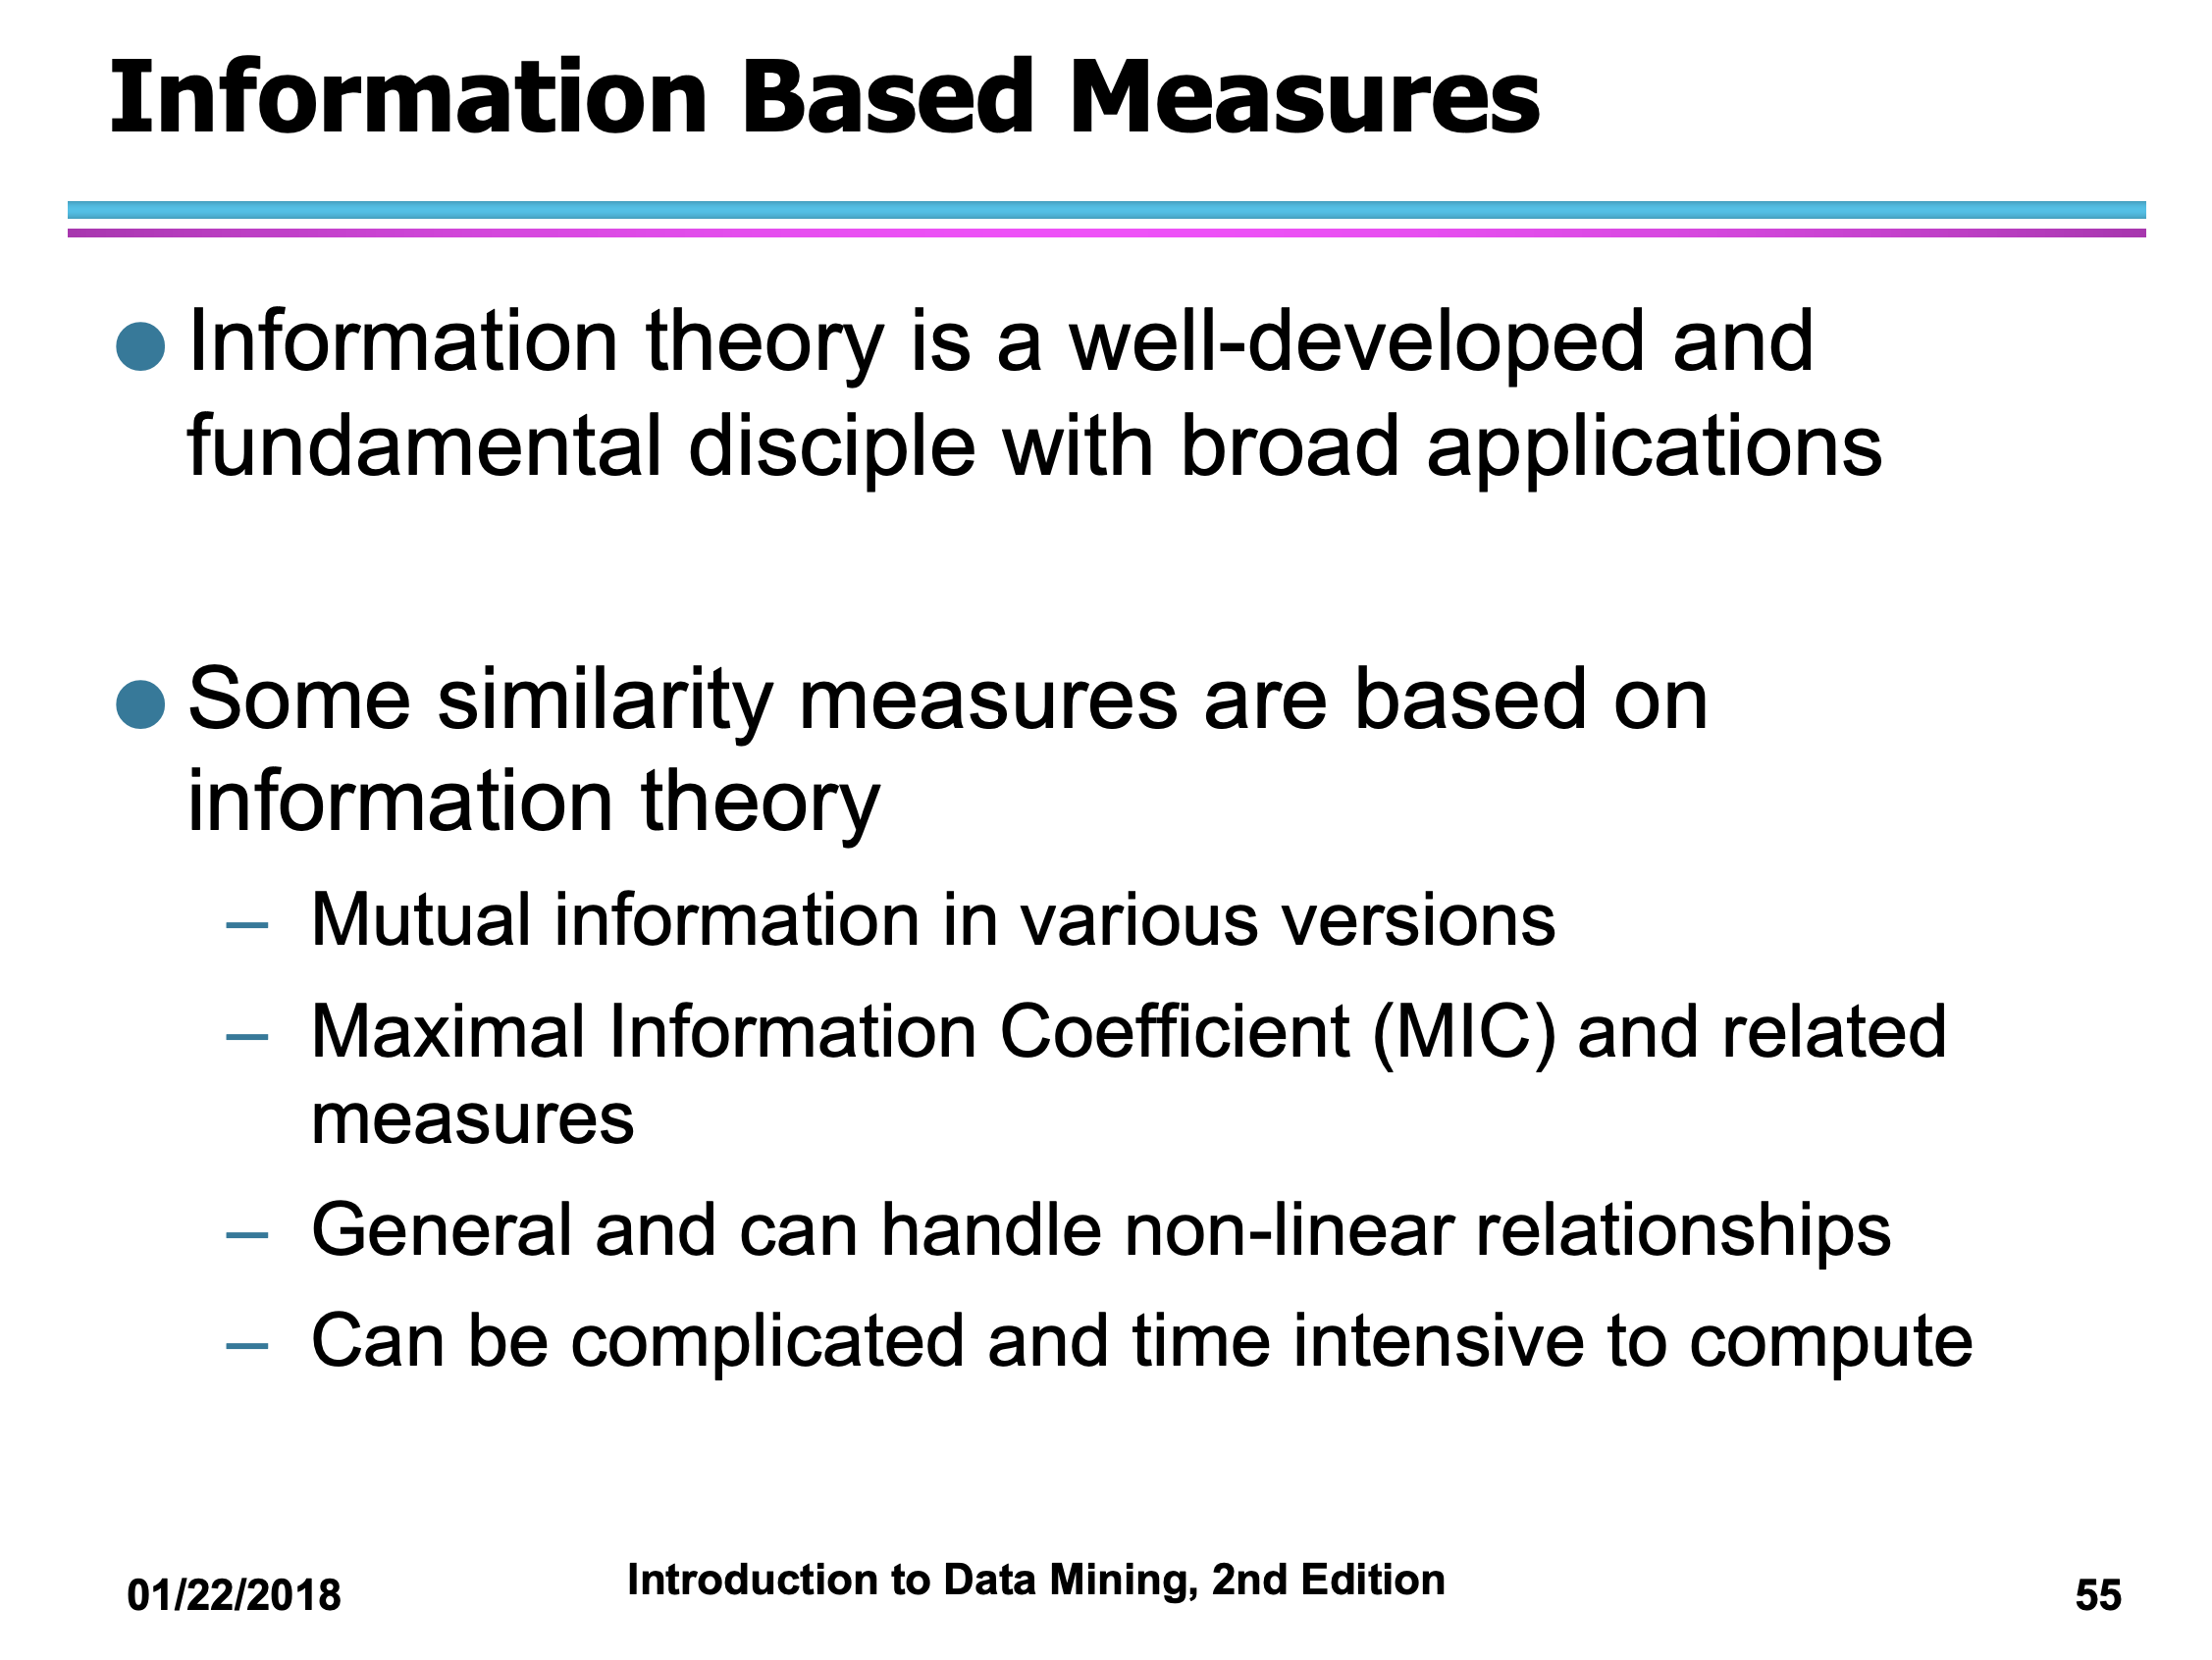 Information Based Measures
● Information theory is a well-developed and
fundamental disciple with broad applications
● Some similarity measures are based on
information theory
– Mutual information in various versions
– Maximal Information Coefficient (MIC) and related
measures
– General and can handle non-linear relationships
– Can be complicated and time intensive to compute
01/22/2018
Introduction to Data Mining, 2nd Edition
55